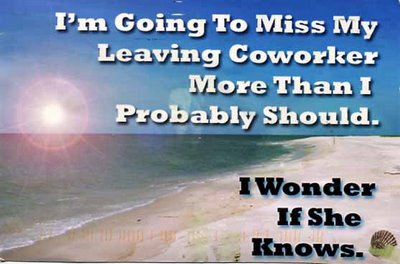 I'm Going To Miss My
Leaving Coworker
More Than I
Probably Should.
I Wonder
If She
Knows.